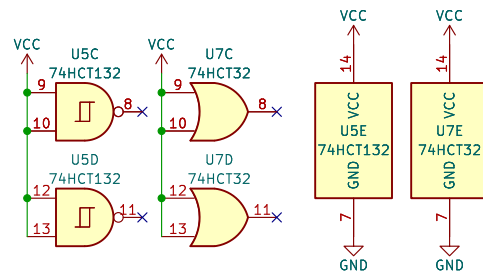 VCC
U5C
74HCT132
9
10
8
U5D
74HCT132
12
13
11
VCC
U7C
74HCT32
9
10
8
U7D
74HCT32
12
13
11
VCC
14
VCC
U5E
74HCT132
GND
7
GND
VCC
14
VCC
U7E
74HCT32
GND
7
GND